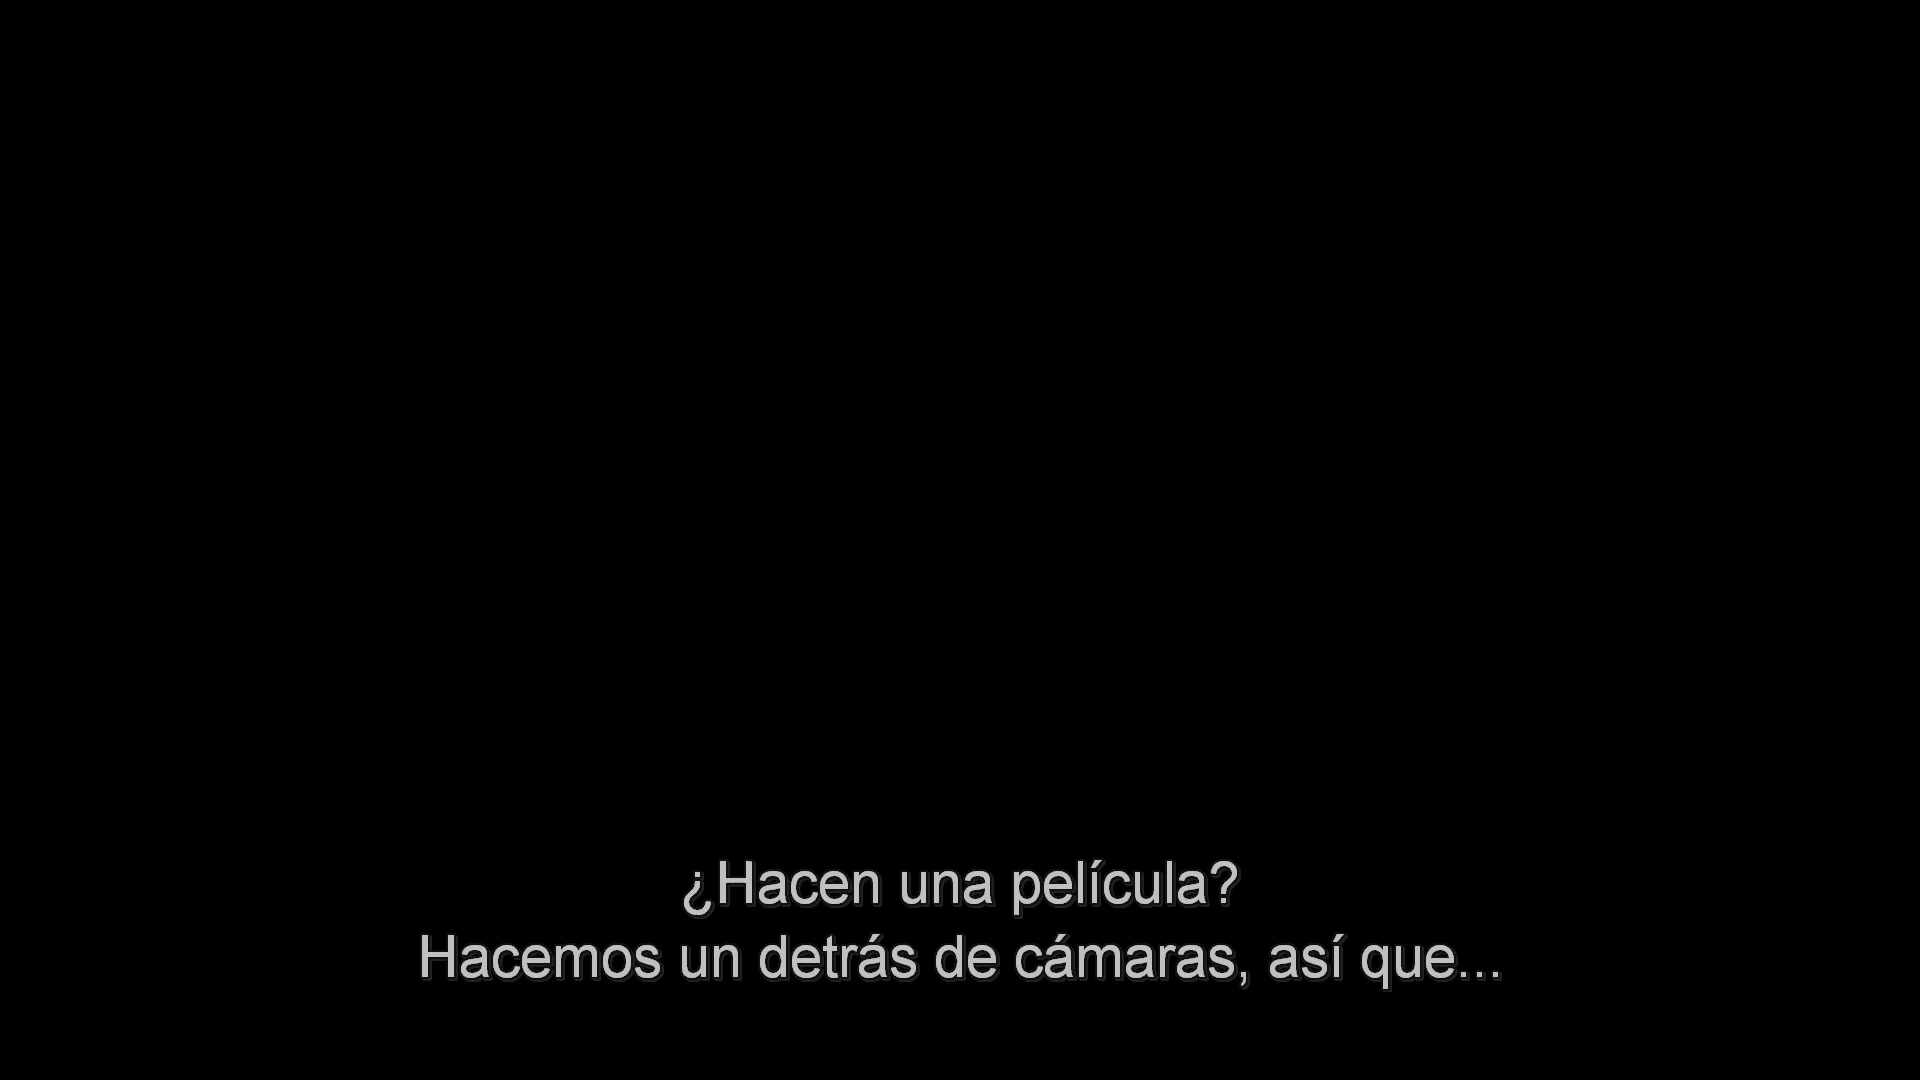 ¿Hacen una película?
Hacemos un detrás de cámaras, así que...